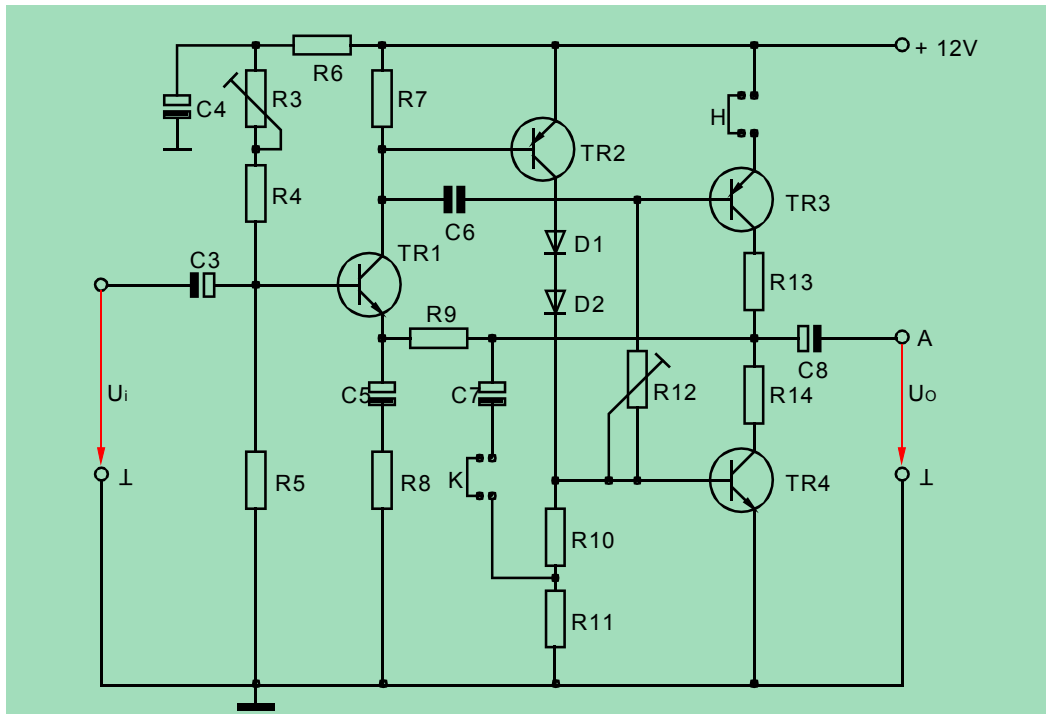 + 12V
R6
R3
C4
R7
H
TR2
R4
TR3
C6
D1
C3
TR1
R13
D2
R9
A
C8
C5
C7
R12
R14
Ui
UO
⊥
R5
R8
K
TR4
⊥
R10
R11